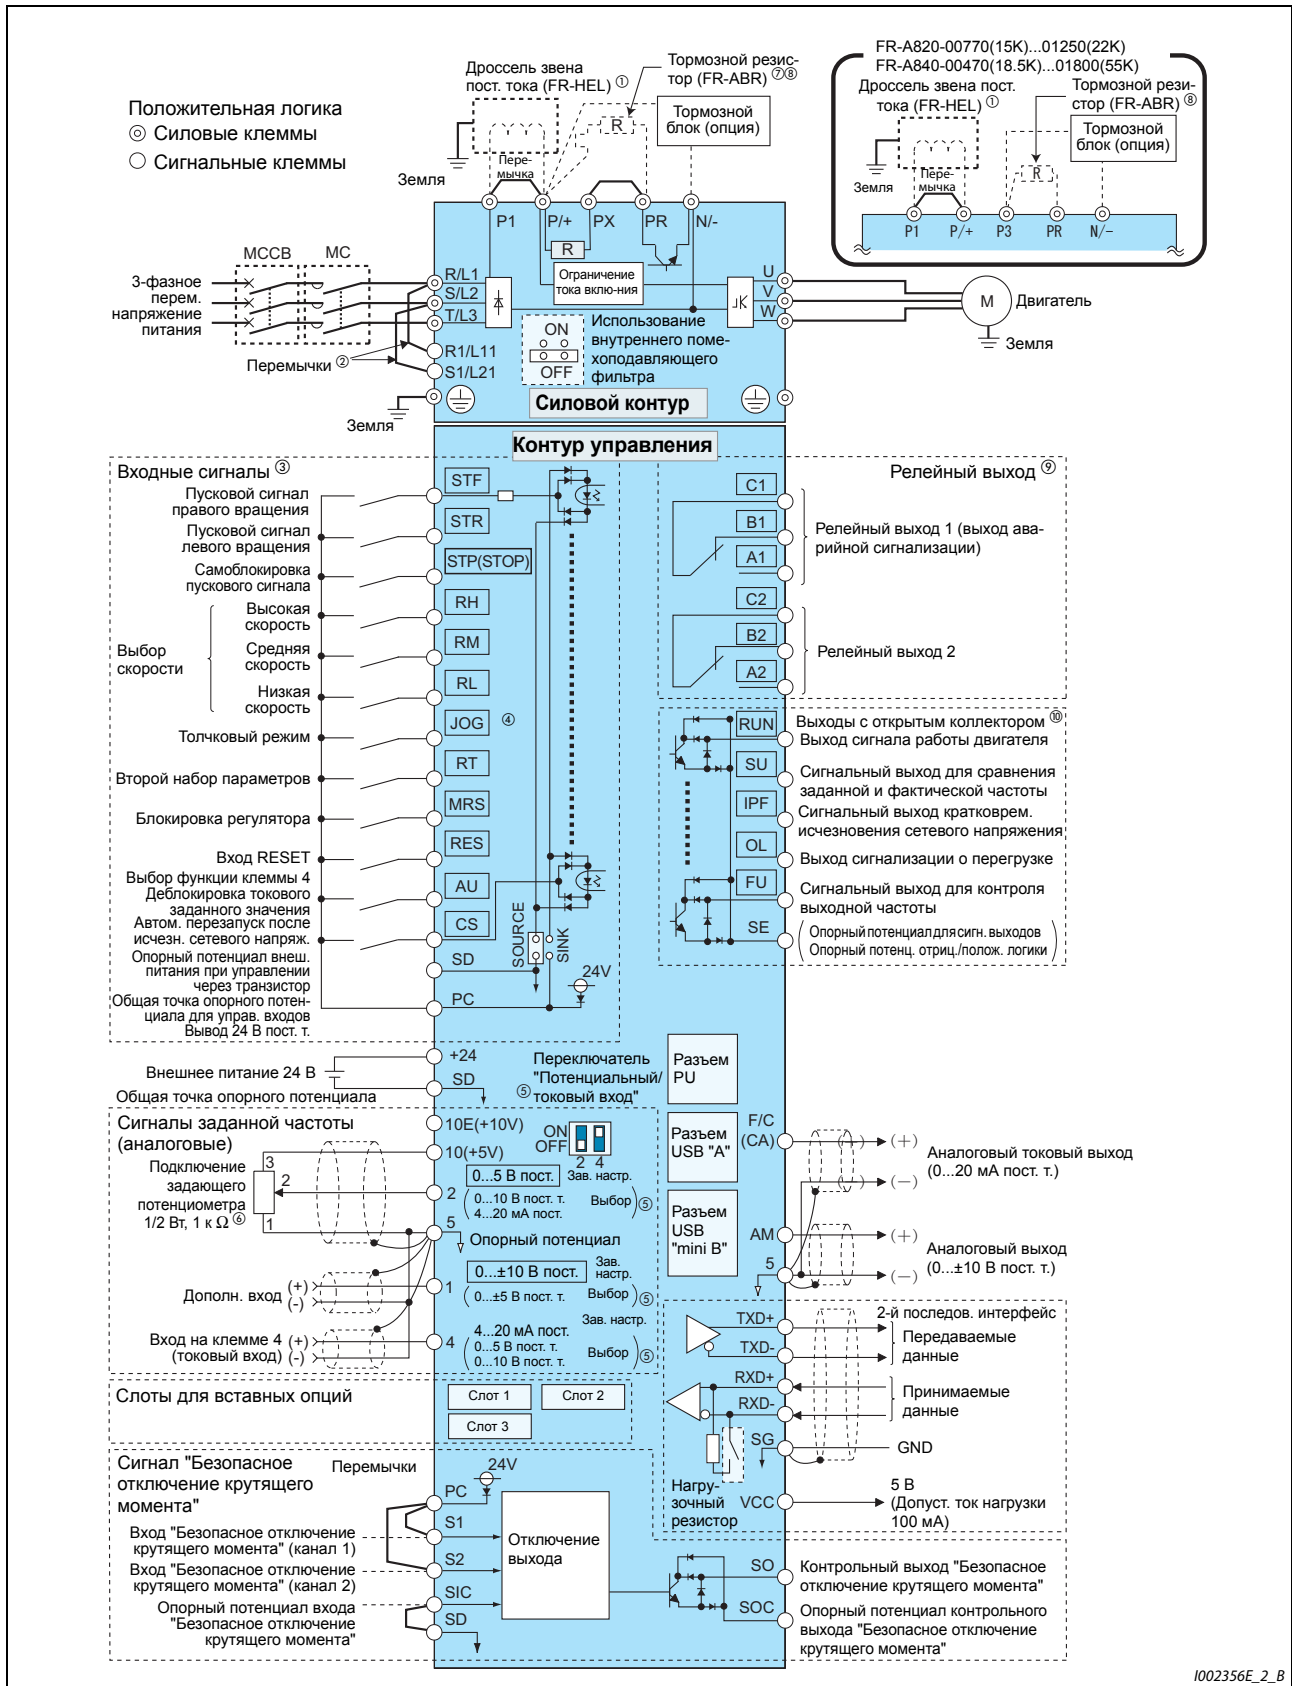 Положительная логика
Силовые клеммы
Сигнальные клеммы
Дроссель звена
пост. тока (FR-HEL) ①
Тормозной резис-
тор (FR-ABR) ⑦⑧
Тормозной
блок (опция)
R
Пере-
мычка
Земля
FR-A820-00770(15K)...01250(22K)
FR-A840-00470(18.5K)...01800(55K)
Дроссель звена пост.
тока (FR-HEL) ①
Тормозной рези-
стор (FR-ABR) ⑧
Тормозной
блок (опция)
R
Земля
Пере-
мычка
P1 P/+ P3 PR N/-
P1 P/+ PX PR N/-
R
MCCB MC
3-фазное
перем.
напряжение
питания
R/L1
S/L2
T/L3
R1/L11
S1/L21
Перемычки ②
Земля
Ограничение
тока вклю-ния
ON
OFF
Использование
внутреннего поме-
хоподавляющего
фильтра
U
V
W
M
Двигатель
Земля
Силовой контур
Контур управления
Входные сигналы ③
Пусковой сигнал
правого вращения
STF
Пусковой сигнал
левого вращения
STR
Самоблокировка
пускового сигнала
STP(STOP)
Выбор
скорости
Высокая
скорость
RH
Средняя
скорость
RM
Низкая
скорость
RL
Толчковый режим
JOG ④
Второй набор параметров
RT
Блокировка регулятора
MRS
Вход RESET
RES
Выбор функции клеммы 4
Деблокировка токового
заданного значения
AU
Автом. перезапуск после
исчезн. сетевого напряж.
CS
Опорный потенциал внеш.
питания при управлении
через транзистор
SD
Общая точка опорного потен-
циала для управ. входов
Вывод 24 В пост. т.
PC
SOURCE
SINK
24V
Релейный выход ⑨
C1
B1
A1
Релейный выход 1 (выход ава-
рийной сигнализации)
C2
B2
A2
Релейный выход 2
Выходы с открытым коллектором ⑩
RUN
Выход сигнала работы двигателя
SU
Сигнальный выход для сравнения
заданной и фактической частоты
IPF
Сигнальный выход кратковрем.
исчезновения сетевого напряжения
OL
Выход сигнализации о перегрузке
FU
Сигнальный выход для контроля
выходной частоты
SE
Опорный потенциал для сигн. выходов
Опорный потенц. отриц./полож. логики
Внешнее питание 24 В
+24
Общая точка опорного потенциала
SD
Переключатель
"Потенциальный/
⑤ токовый вход"
Разъем
PU
Разъем
USB "A"
Разъем
USB
"mini B"
Сигналы заданной частоты
(аналоговые)
Подключение
задающего
потенциометра
1/2 Вт, 1 к Ω ⑥
3
2
1
10E(+10V)
10(+5V)
ON
OFF
2 4
0...5 В пост.
Зав. настр.
2
0...10 В пост. т.
4...20 мА пост.
Выбор ⑤
5
Опорный потенциал
0...±10 В пост.
Зав.
настр.
1
0...±5 В пост. т.
Выбор ⑤
Дополн. вход (+)
(-)
Зав. настр.
4...20 мА пост.
0...5 В пост. т.
0...10 В пост. т.
4
Выбор ⑤
Вход на клемме 4 (+)
(токовый вход) (-)
F/C
(CA)
(+)
(-)
Аналоговый токовый выход
(0...20 мА пост. т.)
AM
5
(+)
(-)
Аналоговый выход
(0...±10 В пост. т.)
2-й последов. интерфейс
TXD+
TXD-
Передаваемые
данные
RXD+
RXD-
Принимаемые
данные
SG
GND
Нагру-
зочный
резистор
VCC
5 В
(Допуст. ток нагрузки
100 мА)
Слоты для вставных опций
Слот 1
Слот 2
Слот 3
Сигнал "Безопасное
отключение крутящего
момента"
Перемычки
24V
PC
S1
Вход "Безопасное отключение
крутящего момента" (канал 1)
S2
Вход "Безопасное отключение
крутящего момента" (канал 2)
SIC
Опорный потенциал входа
"Безопасное отключение
крутящего момента"
SD
Отключение
выхода
SO
Контрольный выход "Безопасное
отключение крутящего момента"
SOC
Опорный потенциал контрольного
выхода "Безопасное отключение
крутящего момента"
I002356E_2_B